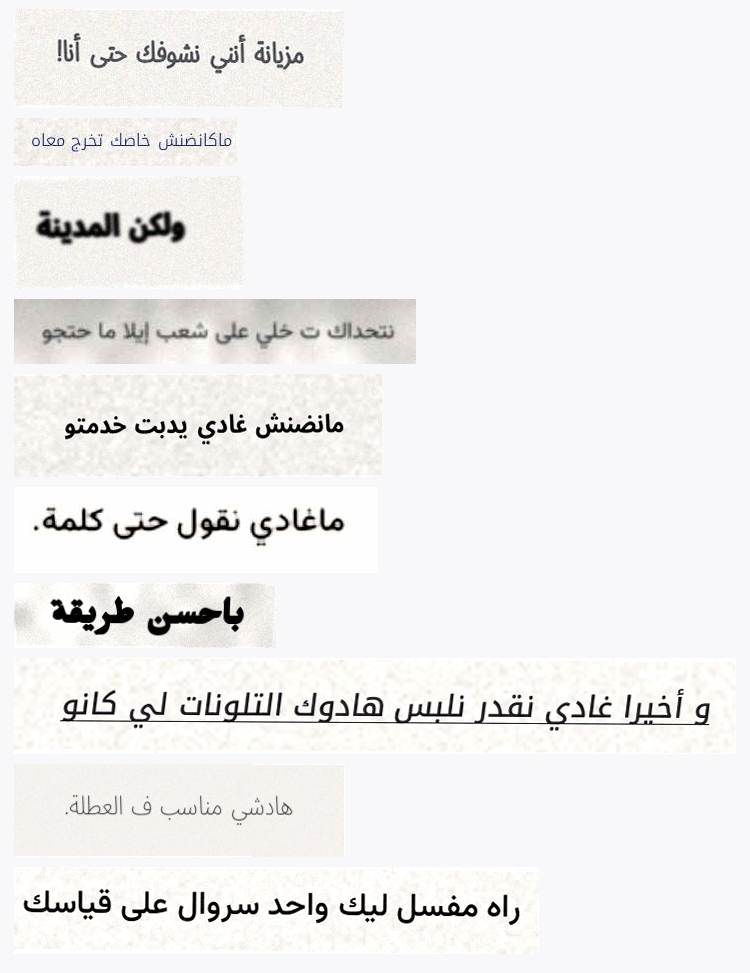 مزيانة أنني نشوفك حتى أنا!
ماكانضنش خاصك تخرج معاه
ولكن المدينة
نتحداك ت خلي على شعب إيلا ما حتجو
مانضنش غادي يدبت خدمتو
ماغادي نقول حتى كلمة.
باحسن طريقة
و أخيرا غادي نقدر نلبس هادوك التلونات لي كانو
هادشي مناسب ف العطلة.
راه مفسل ليك واحد سروال على قياسك